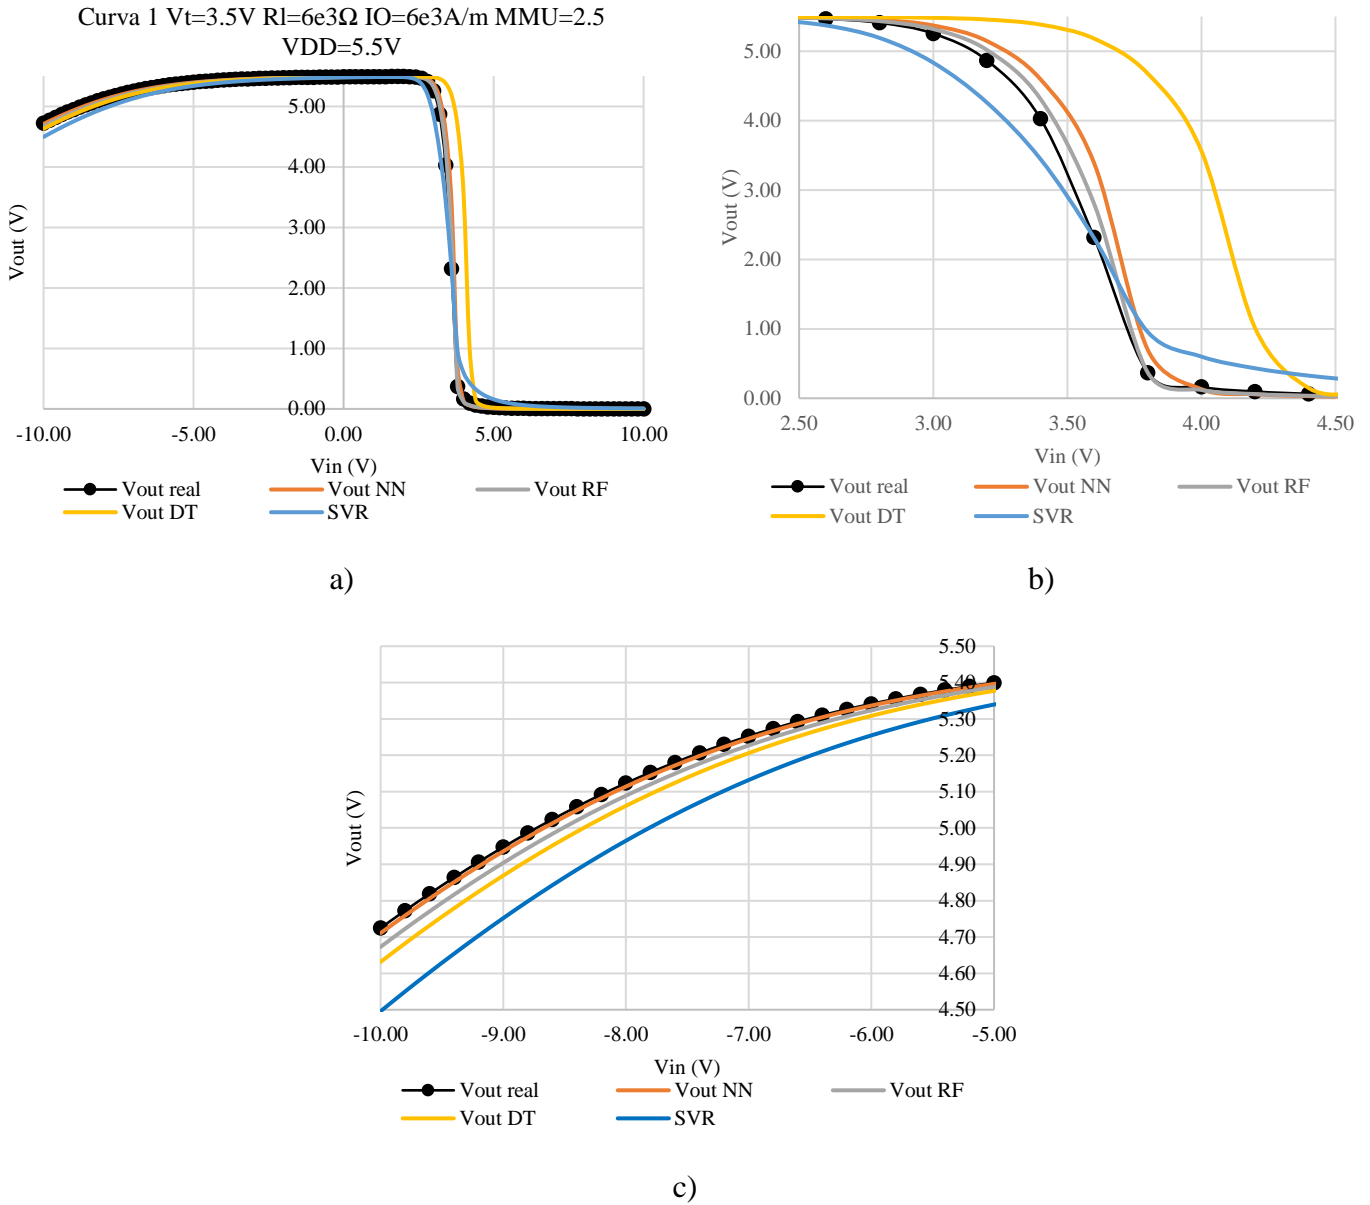 Curva 1 Vt=3.5V Rl=6e3Ω IO=6e3A/m MMU=2.5
VDD=5.5V
Vout (V)
5.00
4.00
3.00
2.00
1.00
0.00
-10.00 -5.00 0.00 5.00 10.00
Vin (V)
Vout real Vout NN Vout RF
Vout DT SVR
a)
Vout (V)
5.00
4.00
3.00
2.00
1.00
0.00
2.50 3.00 3.50 4.00 4.50
Vin (V)
Vout real Vout NN Vout RF
Vout DT SVR
b)
Vout (V)
5.50
5.40
5.30
5.20
5.10
5.00
4.90
4.80
4.70
4.60
4.50
-10.00 -9.00 -8.00 -7.00 -6.00 -5.00
Vin (V)
Vout real Vout NN Vout RF
Vout DT SVR
c)